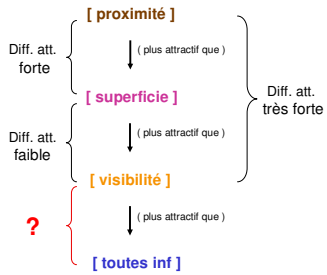 [ proximité ]
Diff. att.
forte
( plus attractif que )
[ superficie ]
Diff. att.
très forte
Diff. att.
faible
( plus attractif que )
[ visibilité ]
?
( plus attractif que )
[ toutes inf ]